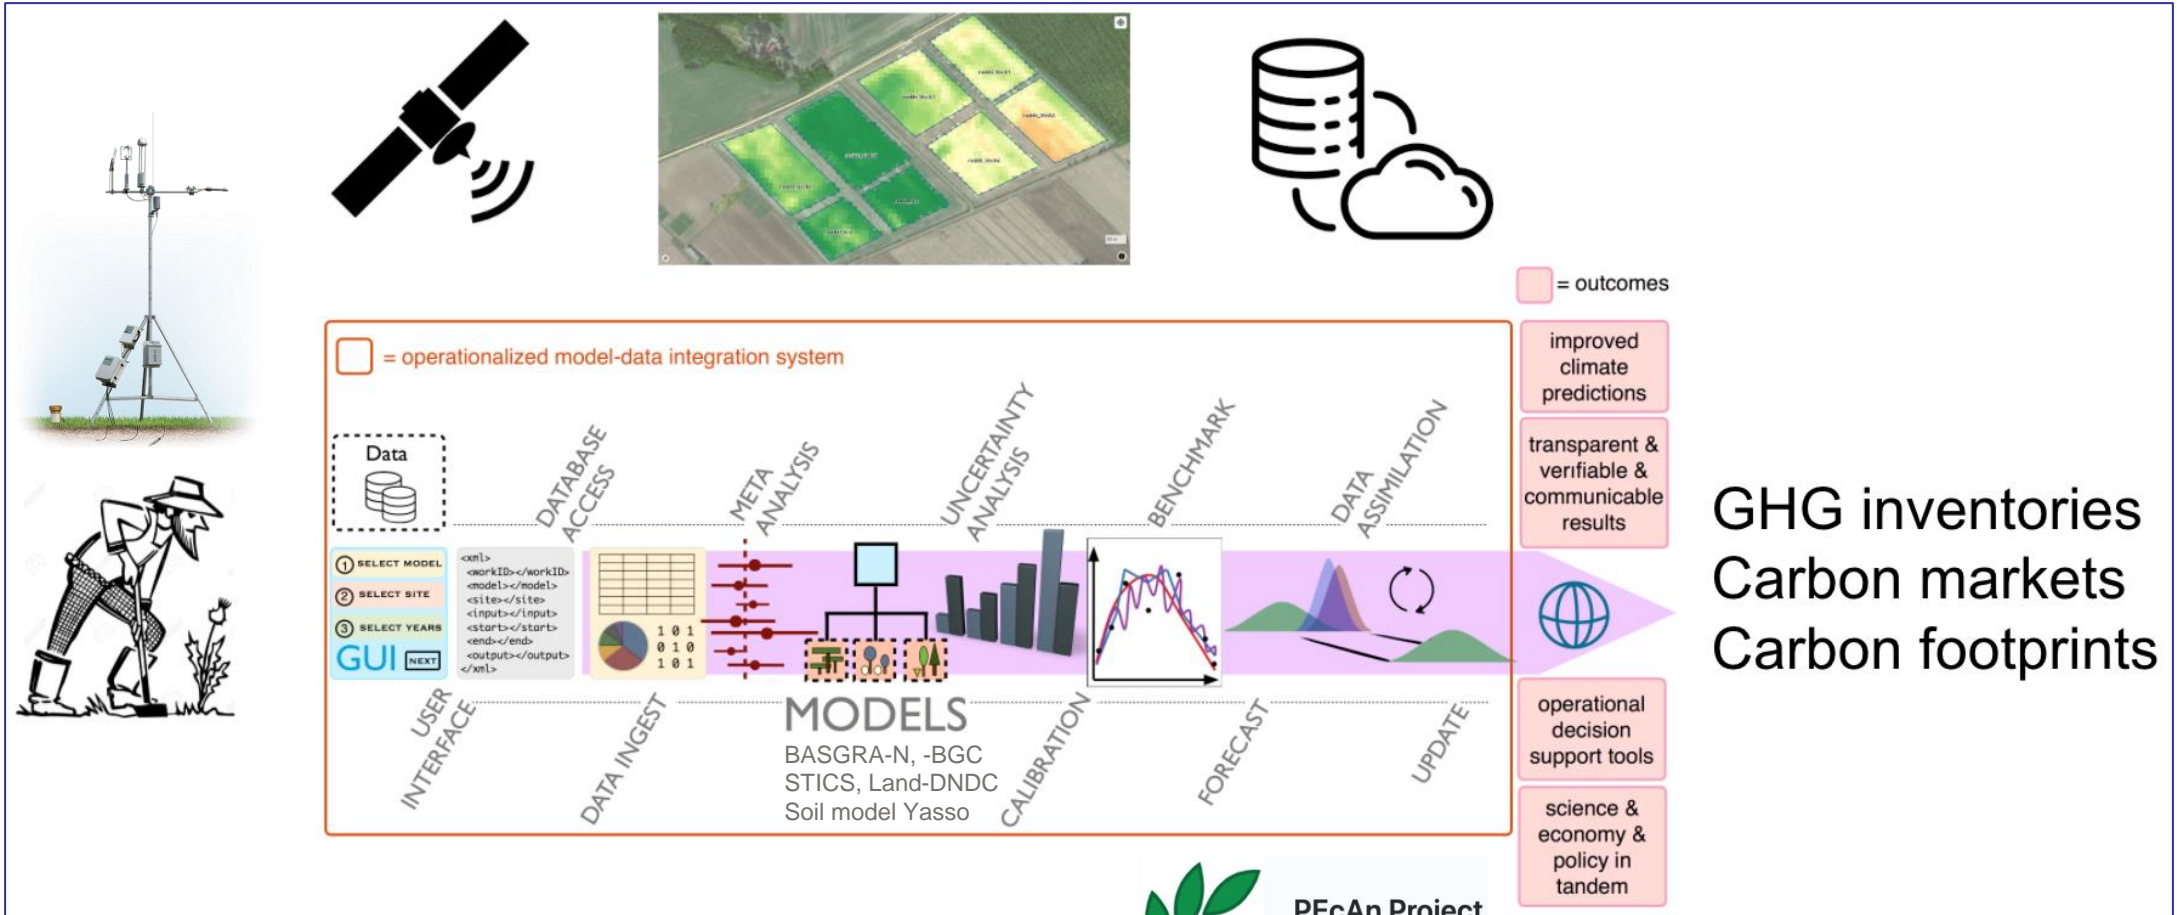 = outcomes
= operationalized model-data integration system
improved
climate
predictions
transparent &
verifiable &
communicable
results
Data
DATABASE
ACCESS
META
ANALYSIS
UNCERTAINTY
ANALYSIS
BENCHMARK
DATA
ASSIMILATION
1 SELECT MODEL
2 SELECT SITE
3 SELECT YEARS
GUI NEXT
<xml>
<workID></workID>
<model></model>
<site></site>
<input></input>
<start></start>
<end></end>
<output></output>
</xml>
1 0 1
0 1 0
1 0 1
GHG inventories
Carbon markets
Carbon footprints
USER
INTERFACE
DATA INGEST
MODELS
BASGRA-N, -BGC
STICS, Land-DNDC
Soil model Yasso
CALIBRATION
FORECAST
UPDATE
operational
decision
support tools
science &
economy &
policy in
tandem
PEcAn Project